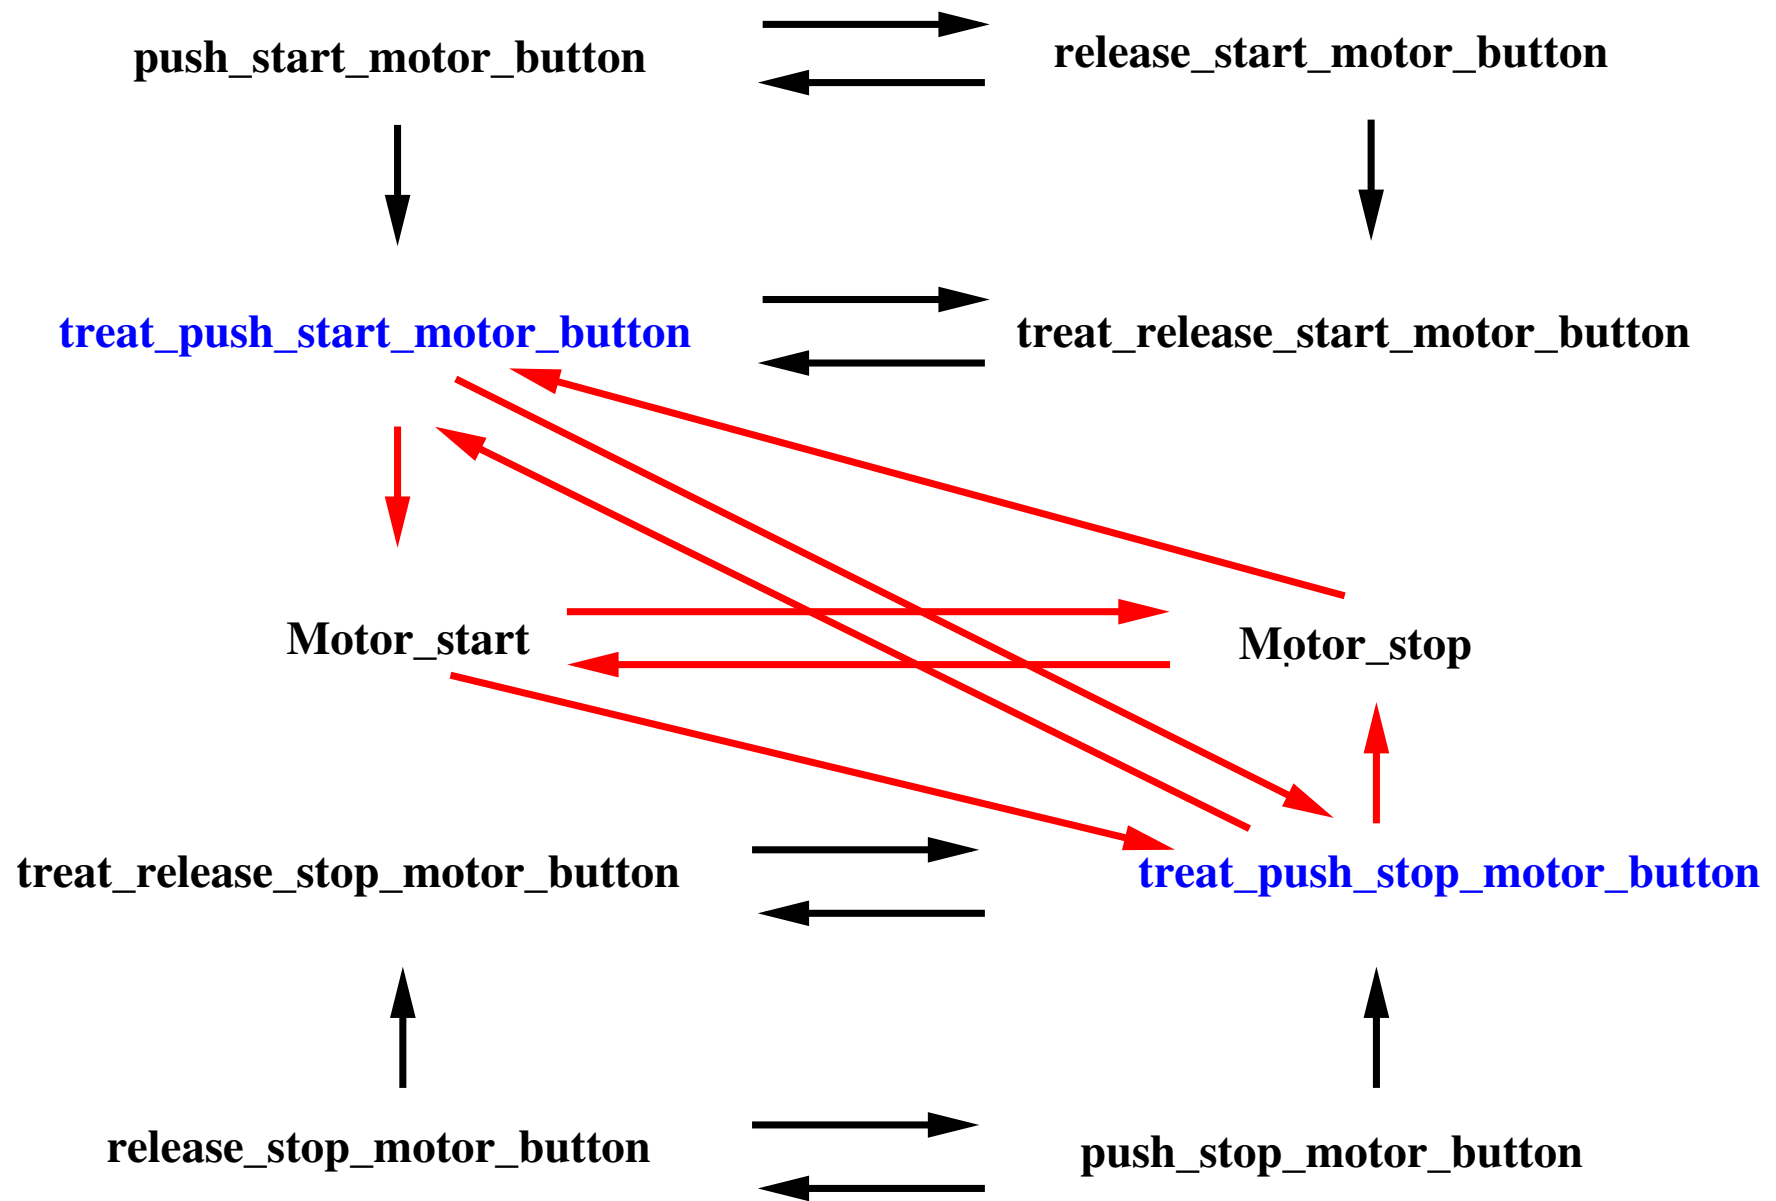 push_start_motor_button
release_start_motor_button
treat_push_start_motor_button
treat_release_start_motor_button
Motor_start
Motor_stop
treat_release_stop_motor_button
treat_push_stop_motor_button
release_stop_motor_button
push_stop_motor_button